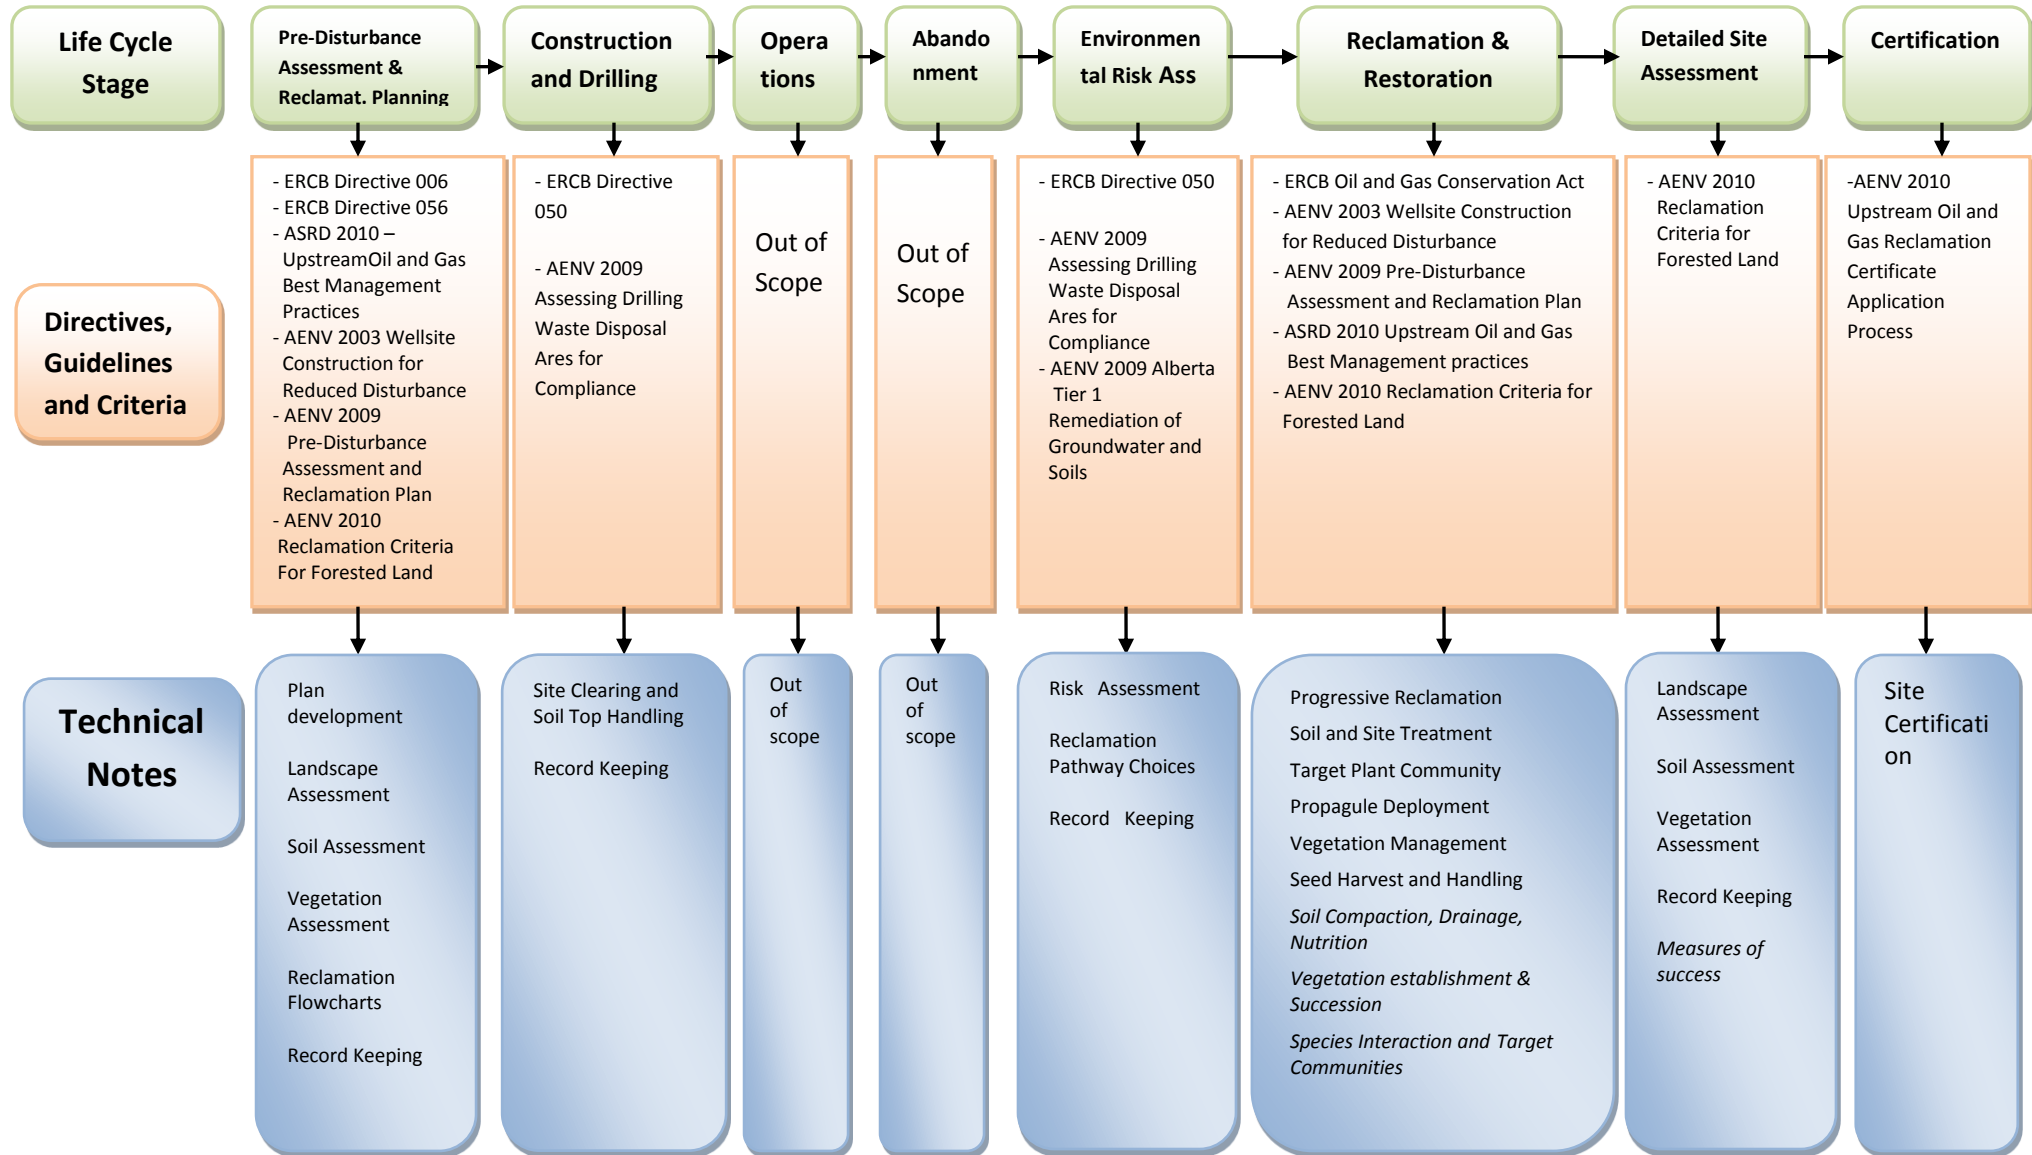 Life Cycle
Stage
Pre-Disturbance
Assessment &
Reclamat. Planning
Construction
and Drilling
Opera
tions
Abando
nment
Environmen
tal Risk Ass
Reclamation &
Restoration
Detailed Site
Assessment
Certification
Directives,
Guidelines
and Criteria
- ERCB Directive 006
- ERCB Directive 056
- ASRD 2010 –
UpstreamOil and Gas
Best Management
Practices
- AENV 2003 Wellsite
Construction for
Reduced Disturbance
- AENV 2009
Pre-Disturbance
Assessment and
Reclamation Plan
- AENV 2010
Reclamation Criteria
For Forested Land
- ERCB Directive
050
- AENV 2009
Assessing Drilling
Waste Disposal
Ares for
Compliance
Out of
Scope
Out of
Scope
- ERCB Directive 050
- AENV 2009
Assessing Drilling
Waste Disposal
Ares for
Compliance
- AENV 2009 Alberta
Tier 1
Remediation of
Groundwater and
Soils
- ERCB Oil and Gas Conservation Act
- AENV 2003 Wellsite Construction
for Reduced Disturbance
- AENV 2009 Pre-Disturbance
Assessment and Reclamation Plan
- ASRD 2010 Upstream Oil and Gas
Best Management practices
- AENV 2010 Reclamation Criteria for
Forested Land
- AENV 2010
Reclamation
Criteria for
Forested Land
-AENV 2010
Upstream Oil and
Gas Reclamation
Certificate
Application
Process
Technical
Notes
Plan
development
Landscape
Assessment
Soil Assessment
Vegetation
Assessment
Reclamation
Flowcharts
Record Keeping
Site Clearing and
Soil Top Handling
Record Keeping
Out
of
scope
Out
of
scope
Risk Assessment
Reclamation
Pathway Choices
Record Keeping
Progressive Reclamation
Soil and Site Treatment
Target Plant Community
Propagule Deployment
Vegetation Management
Seed Harvest and Handling
Soil Compaction, Drainage,
Nutrition
Vegetation establishment &
Succession
Species Interaction and Target
Communities
Landscape
Assessment
Soil Assessment
Vegetation
Assessment
Record Keeping
Measures of
success
Site
Certificati
on